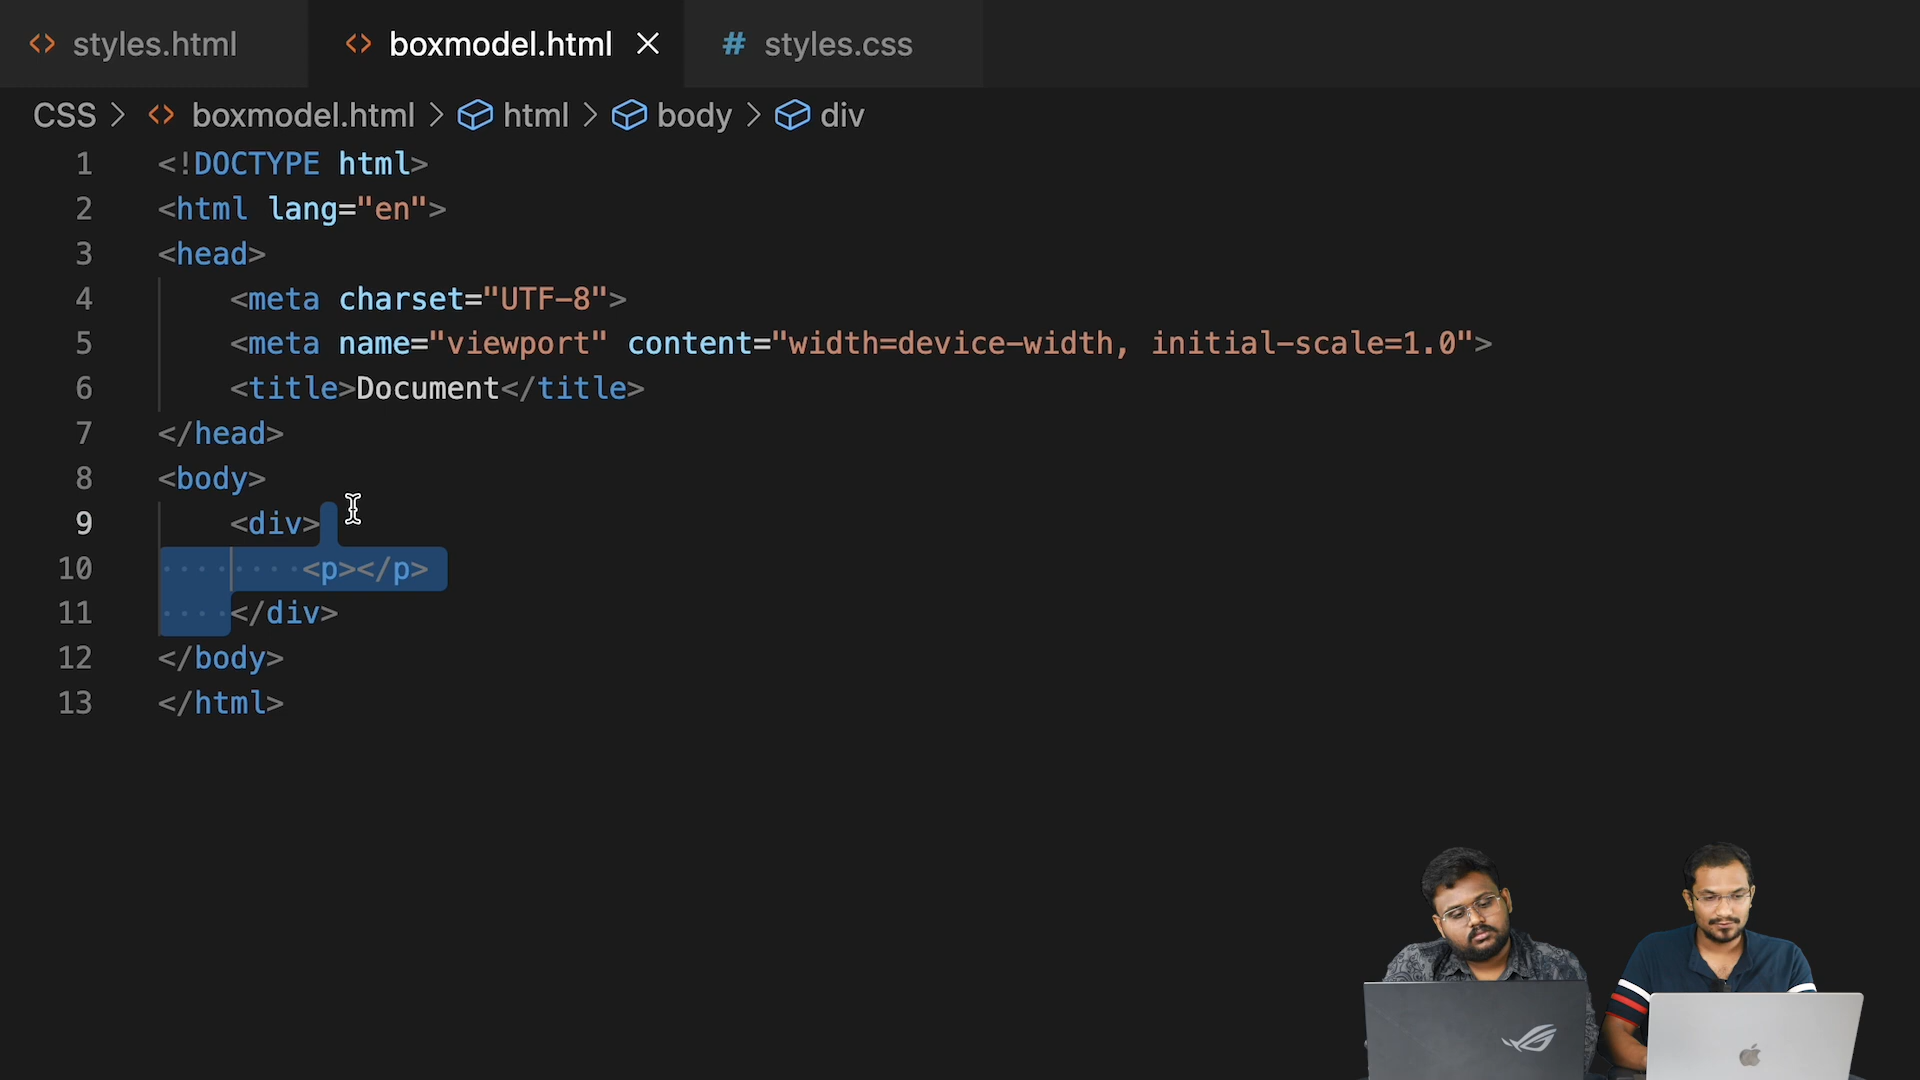 styles.html
boxmodel.html
# styles.css
CSS > boxmodel.html > html > body > div
1 <!DOCTYPE html>
2 <html lang="en">
3 <head>
4 <meta charset="UTF-8">
5 <meta name="viewport" content="width=device-width, initial-scale=1.0">
6 <title>Document</title>
7 </head>
8 <body>
9 <div>
10 <p></p>
11 </div>
12 </body>
13 </html>